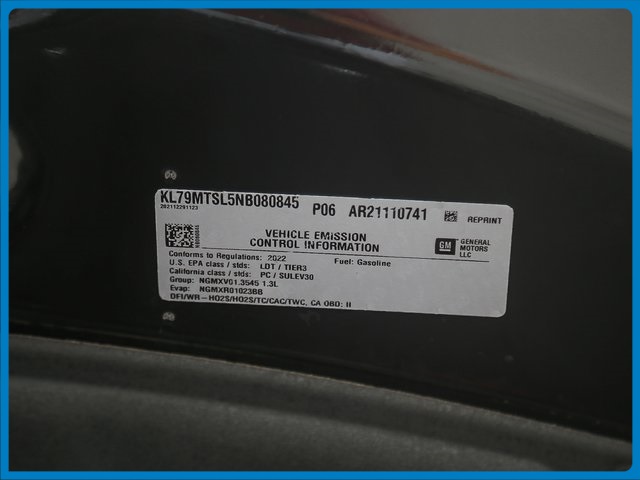 KL79MTSL5NB080845 P06 AR21110741 REPRINT
202112291123
VEHICLE EMISSION
CONTROL INFORMATION
GM GENERAL MOTORS LLC
Conforms to Regulations: 2022 Fuel: Gasoline
U.S. EPA class / stds: LDT / TIER3
California class / stds: PC / SULEV30
Group: NGMXV01.3545 1.3L
Evap: NGMXR01023BB
DFI/WR-HO2S/HO2S/TC/CAC/TWC, CA OBD: II